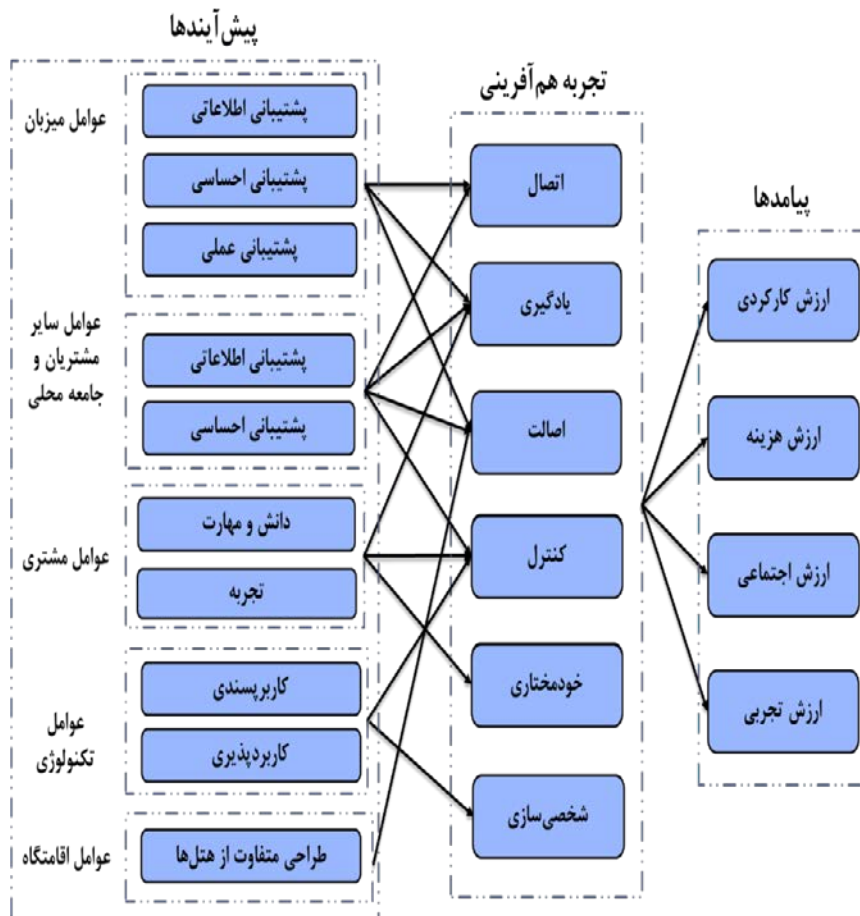 پیش‌آیندها
عوامل میزبان
پشتیبانی اطلاعاتی
پشتیبانی احساسی
پشتیبانی عملی
عوامل سایر
مشتریان و
جامعه محلی
پشتیبانی اطلاعاتی
پشتیبانی احساسی
عوامل مشتری
دانش و مهارت
تجربه
عوامل
تکنولوژی
کاربرپسندی
کاربردپذیری
عوامل اقامتگاه
طراحی متفاوت از هتل‌ها
تجربه هم‌آفرینی
اتصال
یادگیری
اصالت
کنترل
خودمختاری
شخصی‌سازی
پیامدها
ارزش کارکردی
ارزش هزینه
ارزش اجتماعی
ارزش تجربی